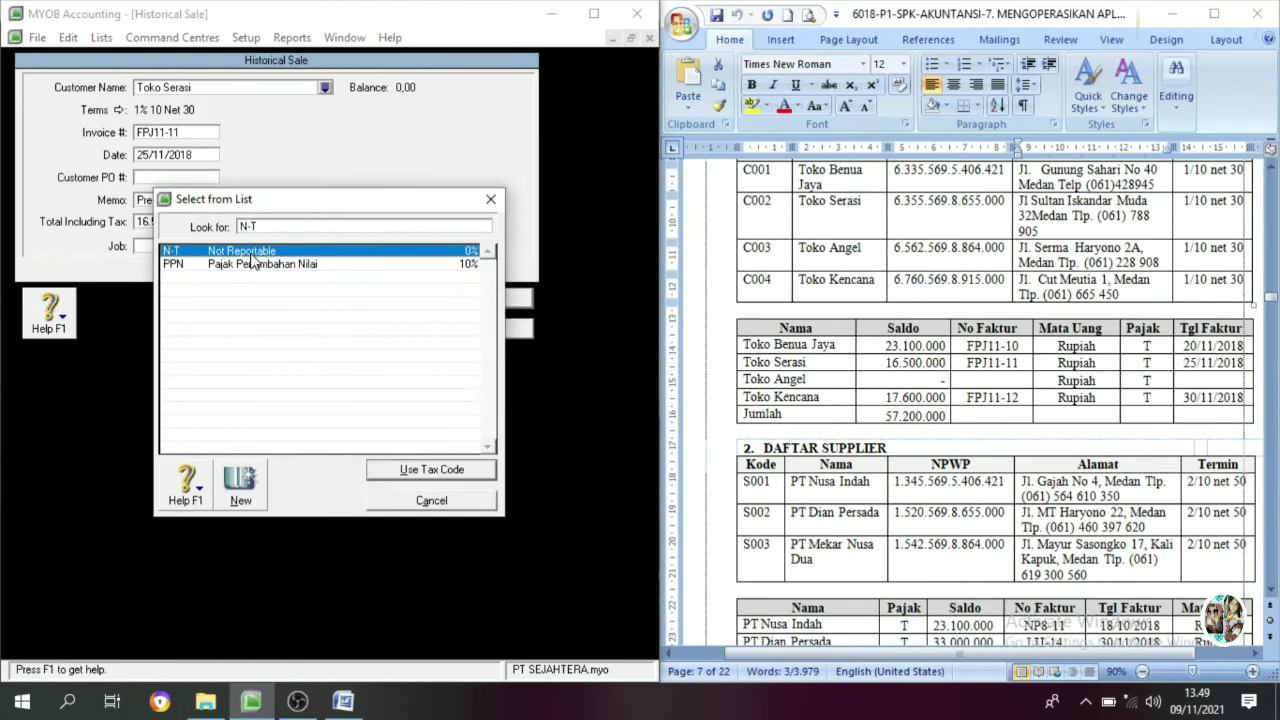 MYOB Accounting - [Historical Sale]
File Edit Lists Command Centres Setup Reports Window Help
Historical Sale
Customer Name: Toko Serasi Balance: 0,00
Terms 1% 10 Net 30
Invoice #: FPJ11-11
Date: 25/11/2018
Customer PO #:
Memo: Pre
Total Including Tax: 16.5
Job:
Help F1
Select from List
Look for: N-T
N-T Not Reportable 0%
PPN Pajak Nilai 10%
Use Tax Code
Help F1 New Cancel
Press F1 to get help. PT SEJAHTERA.myo
6018-P1-SPK-AKUNTANSI-7. MENGOPERASIKAN APL...
Home Insert Page Layout References Mailings Review View Design Layout
Times New Roman 12
Paste Quick Styles Change Styles Editing
Clipboard Font Paragraph Styles
C001 Toko Benua Jaya 6.335.569.5.406.421 Jl. Gunung Sahari No 40 Medan Telp (061)428945 1/10 net 30
C002 Toko Serasi 6.335.569.8.655.000 Jl Sultan Iskandar Muda 32Medan Tlp. (061) 788 905 1/10 net 30
C003 Toko Angel 6.562.569.8.864.000 Jl. Serma Haryono 2A, Medan Tlp. (061) 228 908 1/10 net 30
C004 Toko Kencana 6.760.569.8.915.000 Jl. Cut Meutia 1, Medan Tlp. (061) 665 450 1/10 net 30
Nama Saldo No Faktur Mata Uang Pajak Tgl Faktur
Toko Benua Jaya 23.100.000 FPJ11-10 Rupiah T 20/11/2018
Toko Serasi 16.500.000 FPJ11-11 Rupiah T 25/11/2018
Toko Angel - Rupiah T
Toko Kencana 17.600.000 FPJ11-12 Rupiah T 30/11/2018
Jumlah 57.200.000
2. DAFTAR SUPPLIER
Kode Nama NPWP Alamat Termin
S001 PT Nusa Indah 1.345.569.5.406.421 Jl. Gajah No 4, Medan Tlp. (061) 564 610 350 2/10 net 50
S002 PT Dian Persada 1.520.569.8.655.000 Jl. MT Haryono 22, Medan Tlp. (061) 460 397 620 2/10 net 50
S003 PT Mekar Nusa Dua 1.542.569.8.864.000 Jl. Mayur Sasongko 17, Kali Kapuk, Medan Tlp. (061) 619 300 560 2/10 net 50
Nama Pajak Saldo No Faktur Tgl Faktur
PT Nusa Indah T 23.100.000 NP8-11 18/10/2018
PT Dian Persada T 33.000.000 30/11/2018
Activate Windows
Go to Settings
Page: 7 of 22 Words: 3/3.979 English (United States) 90%
13.49
09/11/2021